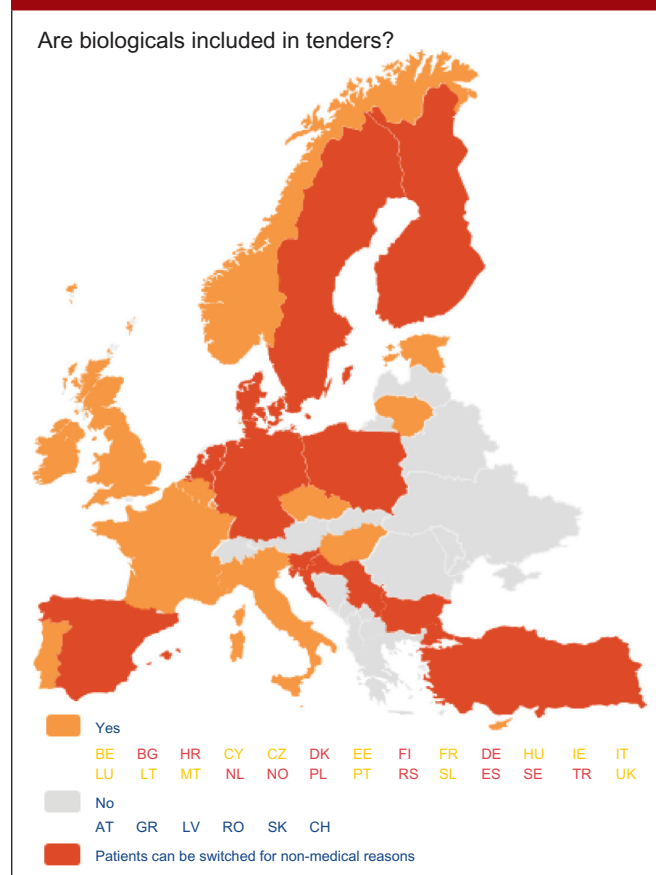 Are biologicals included in tenders?
Yes
BE BG HR CY CZ DK EE FI FR DE HU IE IT
LU LT MT NL NO PL PT RS SL ES SE TR UK
No
AT GR LV RO SK CH
Patients can be switched for non-medical reasons